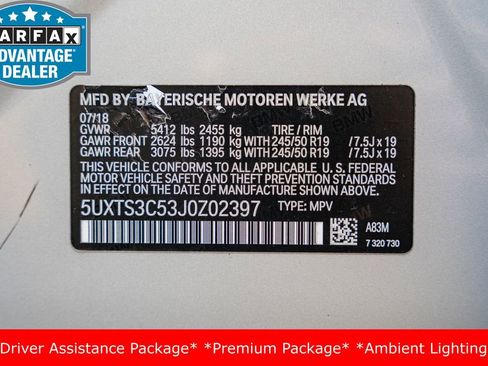 CARFAX
ADVANTAGE
DEALER
MFD BY BAYERISCHE MOTOREN WERKE AG
07/18
GVWR 5412 lbs 2455 kg TIRE / RIM
GAWR FRONT 2624 lbs 1190 kg WITH 245/50 R19 /7.5J x 19
GAWR REAR 3075 lbs 1395 kg WITH 245/50 R19 /7.5J x 19
THIS VEHICLE CONFORMS TO ALL APPLICABLE U.S. FEDERAL
MOTOR VEHICLE SAFETY STANDARDS IN EFFECT ON THE DATE
OF MANUFACTURE SHOWN ABOVE.
5UXTS3C53J0Z02397 TYPE: MPV
A83M
7 320 730
Driver Assistance Package* *Premium Package* *Ambient Lighting